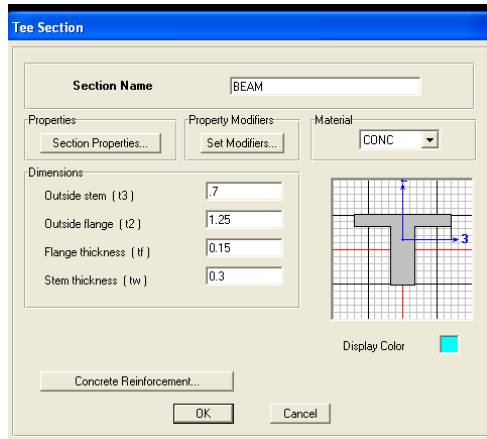 Tee Section
Section Name BEAM
Properties Property Modifiers Material
Section Properties... Set Modifiers... CONC
Dimensions
Outside stem ( t3 ) .7
Outside flange ( t2 ) 1.25
Flange thickness ( tf ) 0.15
Stem thickness ( tw ) 0.3
3
Display Color
Concrete Reinforcement...
OK Cancel